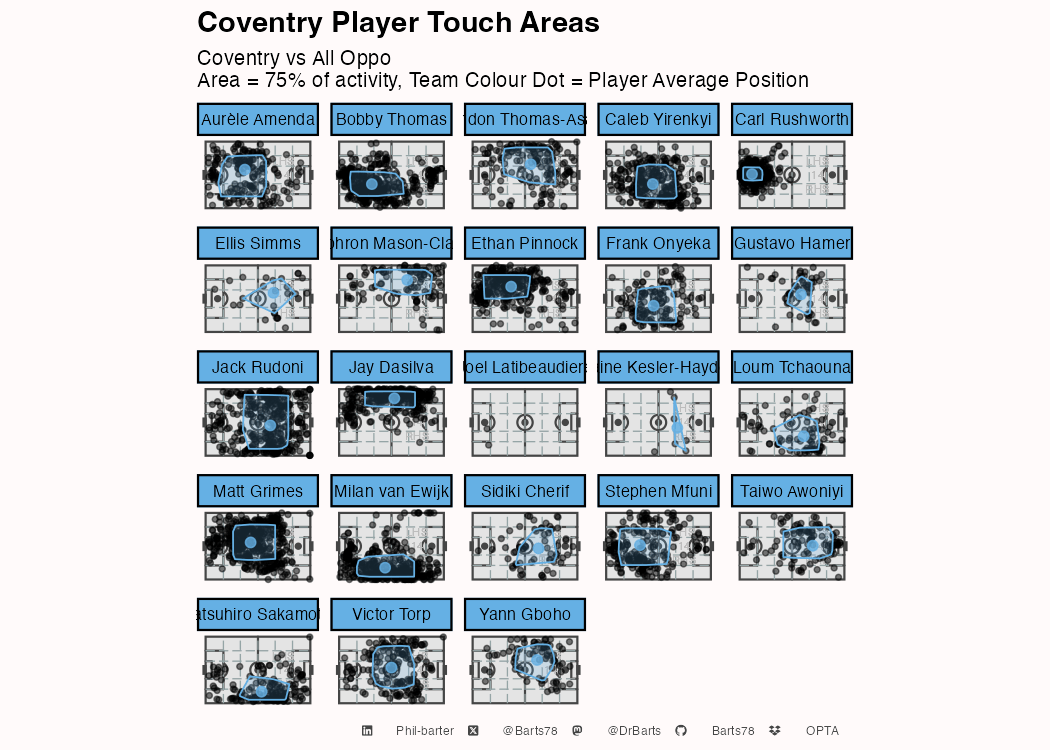 Coventry Player Touch Areas
Coventry vs All Oppo
Area = 75% of activity, Team Colour Dot = Player Average Position
Aurèle Amenda
Bobby Thomas
don Thomas-As
Caleb Yirenkyi
Carl Rushworth
Ellis Simms
phron Mason-Cla
Ethan Pinnock
Frank Onyeka
Gustavo Hamer
Jack Rudoni
Jay Dasilva
oel Latibeaudier
ine Kesler-Hayd
Loum Tchaouna
Matt Grimes
Milan van Ewijk
Sidiki Cherif
Stephen Mfuni
Taiwo Awoniyi
atsuhiro Sakamot
Victor Torp
Yann Gboho
Phil-barter @Barts78 @DrBarts Barts78 OPTA